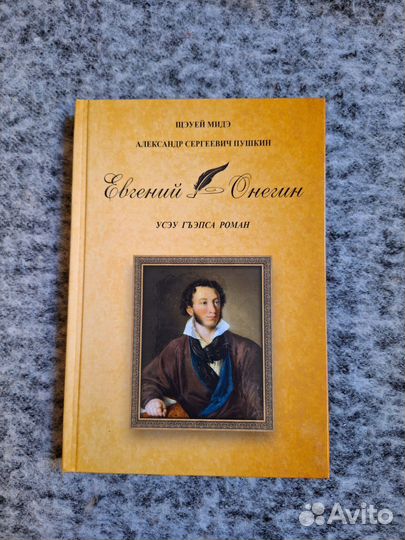 ЩЭУЕЙ МИДЭ
АЛЕКСАНДР СЕРГЕЕВИЧ ПУШКИН
Евгений Онегин
УСЭУ ГЪЭПСА РОМАН
Avito